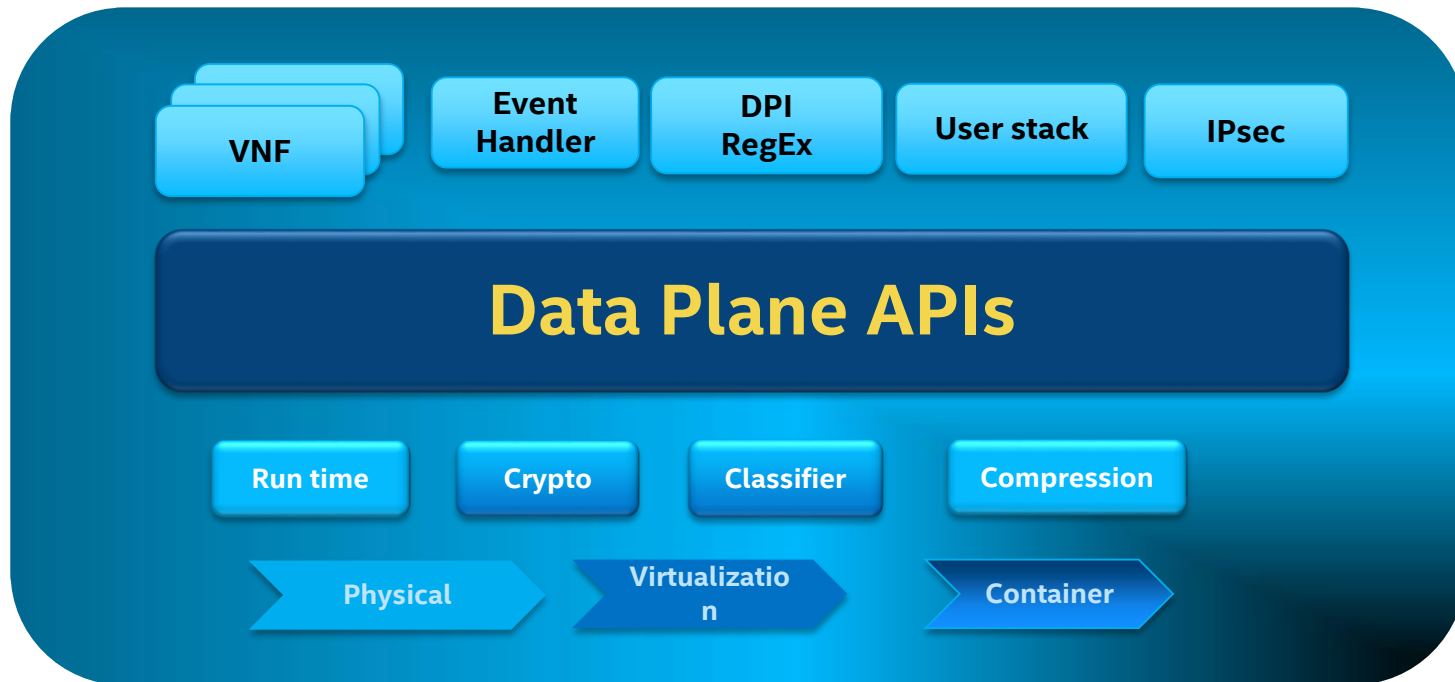 VNF
Event
Handler
DPI
RegEx
User stack
IPsec
Data Plane APIs
Run time
Crypto
Classifier
Compression
Physical
Virtualizatio
n
Container